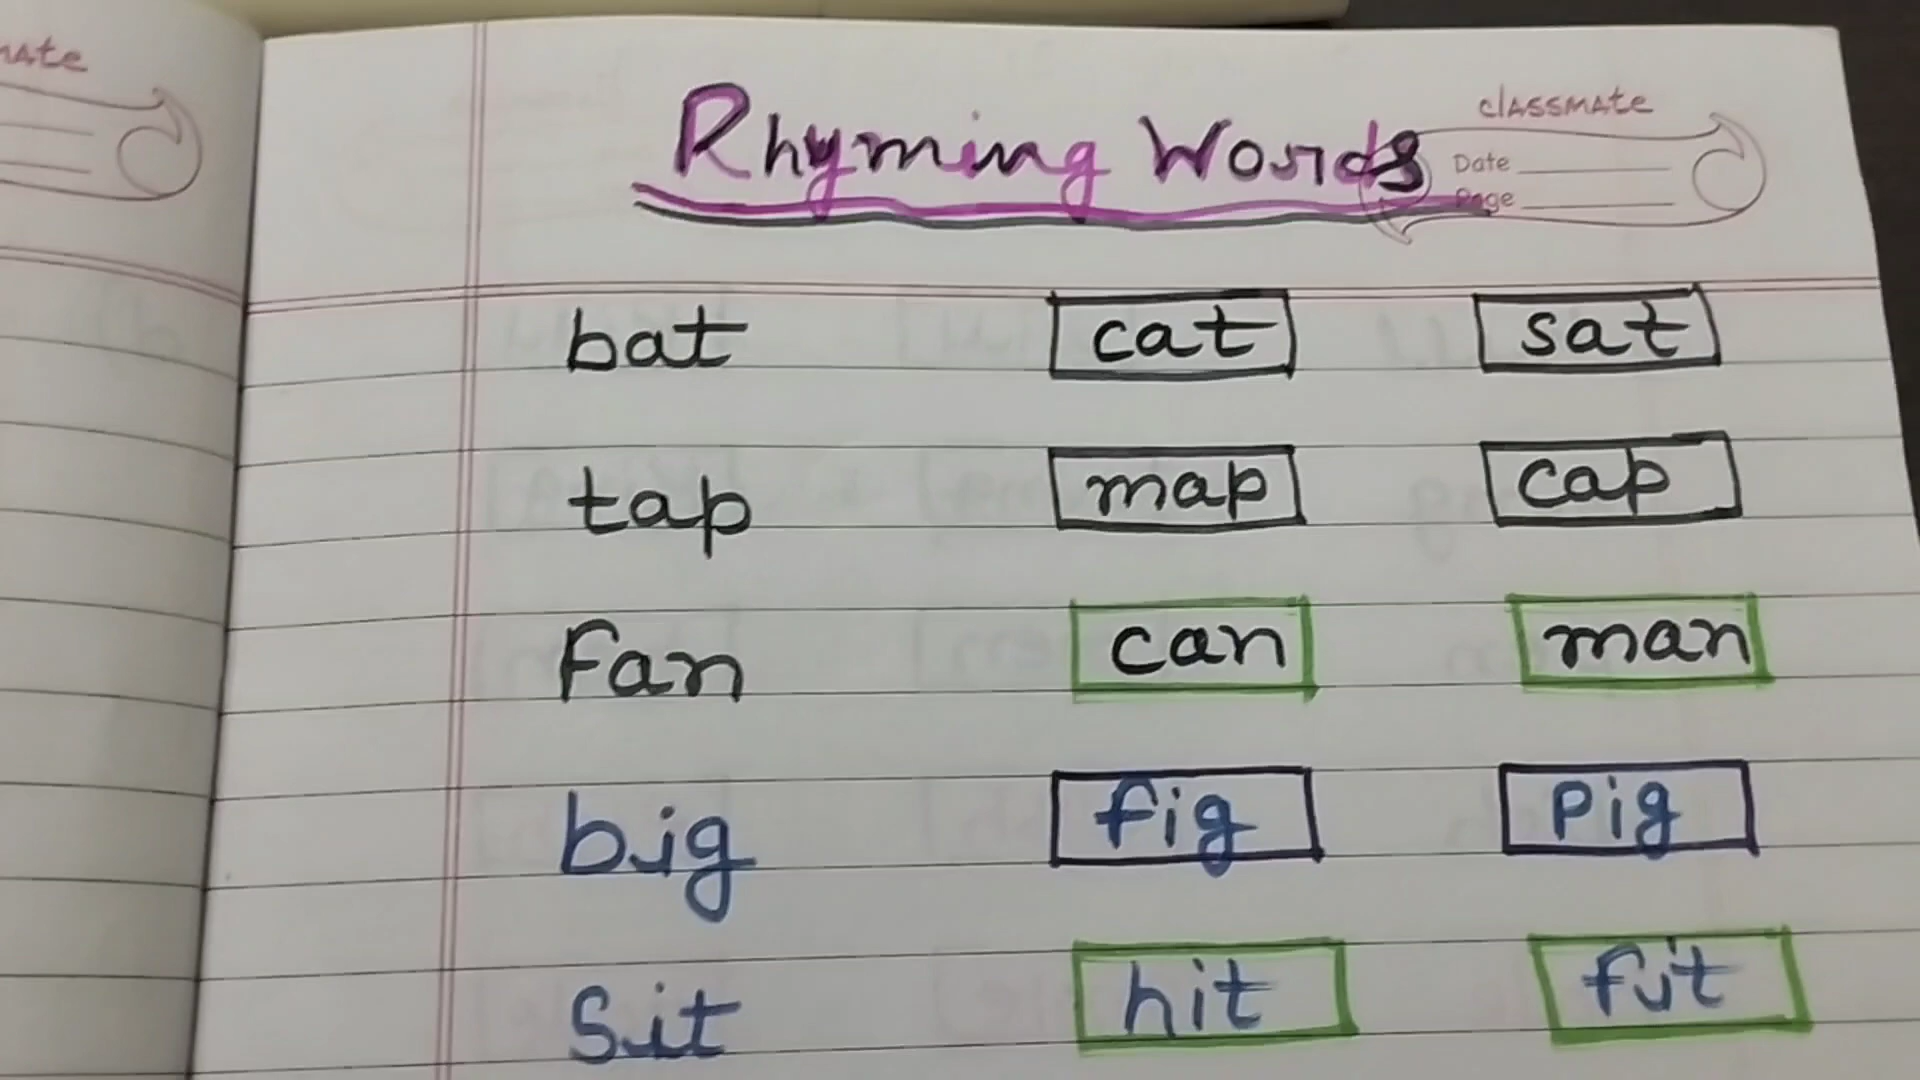 mate
classmate
Rhyming Words
Date
Page
bat cat sat
tap map cap
Fan can man
big fig Pig
Sit hit fit